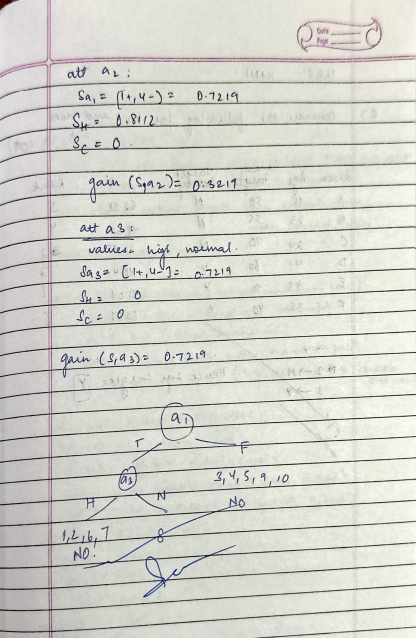 Date
Page
att a2 :
Sa1 = [1+, 4-] = 0.7219
SH = 0.8112
SC = 0.
gain (S,a2) = 0.3219
att a3:
values = high, normal.
Sa3 = [1+, 4-] = 0.7219
SH = 0
SC = 0
gain (S,a3) = 0.7219
a1
T F
a3 3, 4, 5, 9, 10
H N NO
1, 2, 6, 7 8
NO.